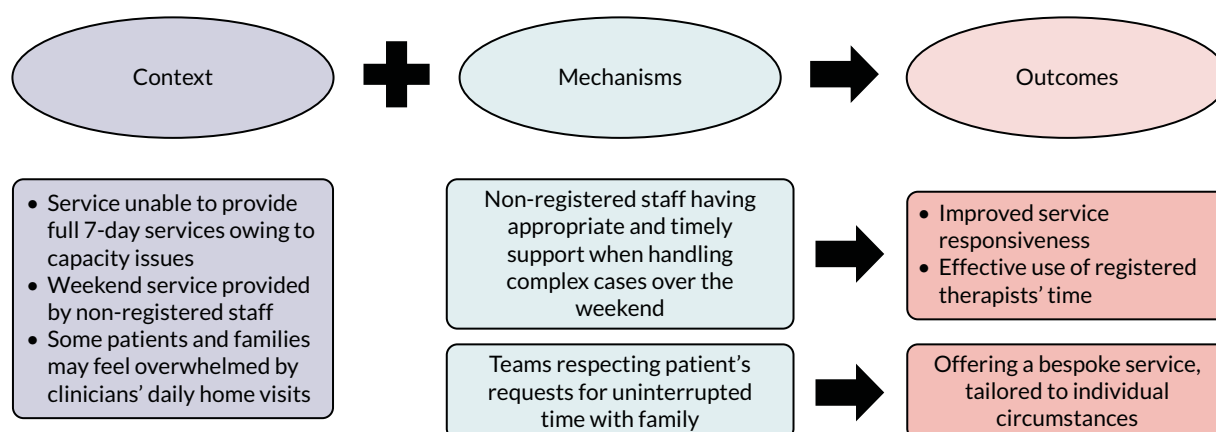 Context
Mechanisms
Outcomes
• Service unable to provide
full 7-day services owing to
capacity issues
• Weekend service provided
by non-registered staff
• Some patients and families
may feel overwhelmed by
clinicians’ daily home visits
Non-registered staff having
appropriate and timely
support when handling
complex cases over the
weekend
• Improved service
responsiveness
• Effective use of registered
therapists’ time
Teams respecting patient’s
requests for uninterrupted
time with family
Offering a bespoke service,
tailored to individual
circumstances